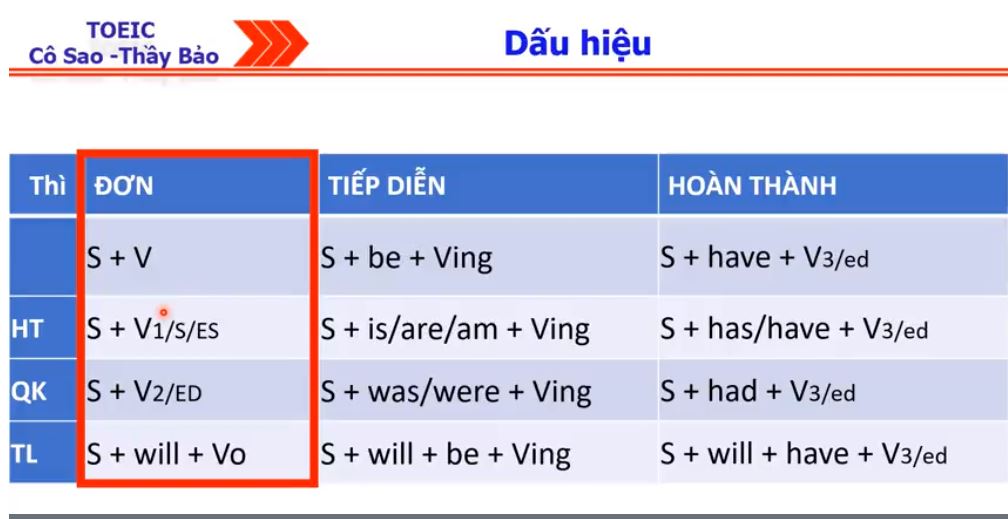 TOEIC
Cô Sao -Thầy Bảo
Dấu hiệu
Thì ĐƠN TIẾP DIỄN HOÀN THÀNH
S + V S + be + Ving S + have + V3/ed
HT S + V1/S/ES S + is/are/am + Ving S + has/have + V3/ed
QK S + V2/ED S + was/were + Ving S + had + V3/ed
TL S + will + Vo S + will + be + Ving S + will + have + V3/ed